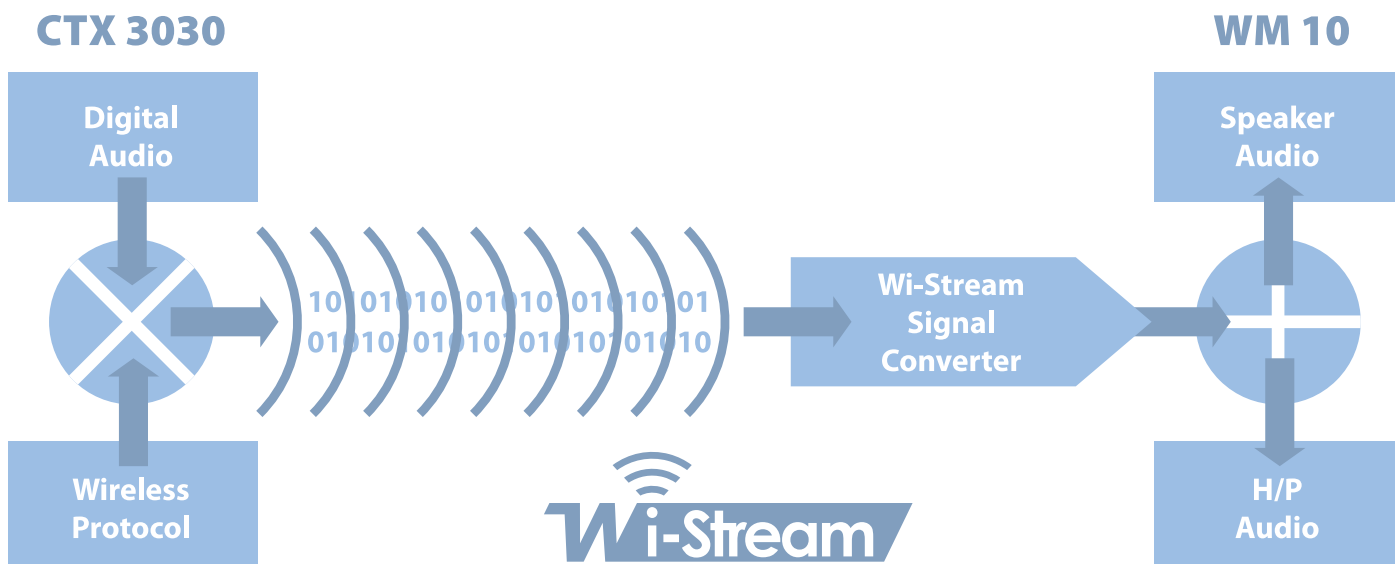 CTX 3030
Digital
Audio
Wireless
Protocol
Wi-Stream
Signal
Converter
WM 10
Speaker
Audio
H/P
Audio
Wi-Stream